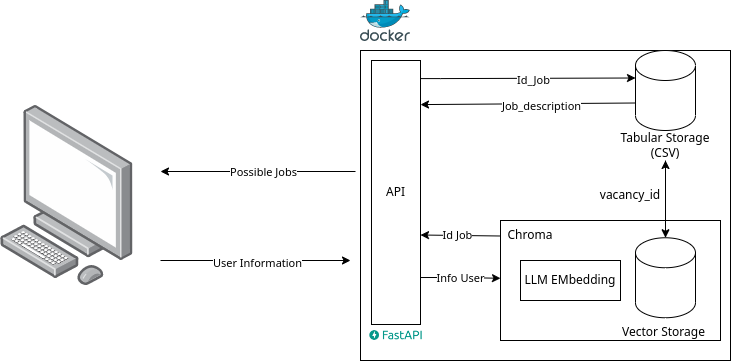 docker
Id_Job
Job_description
Tabular Storage
(CSV)
Possible Jobs
API
vacancy_id
Id Job
Chroma
User Information
Info User
LLM EMbedding
Vector Storage
FastAPI